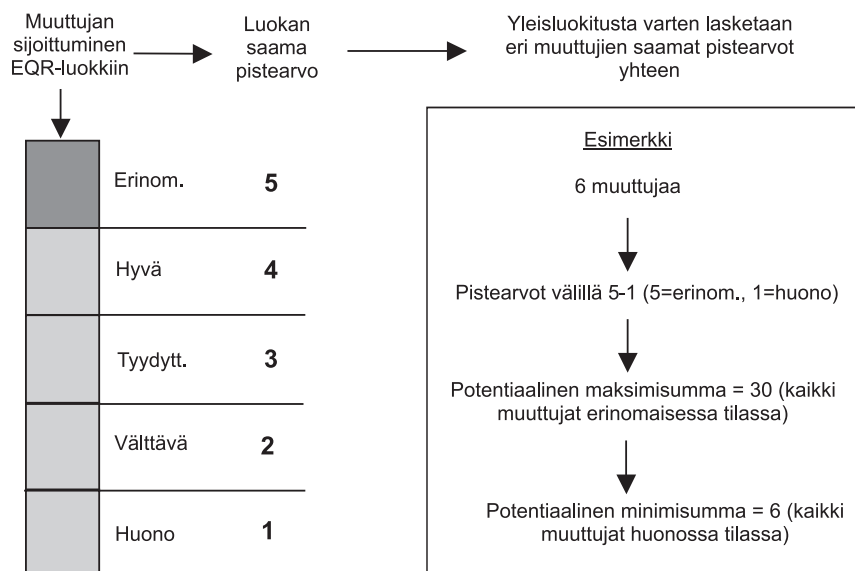 Muuttujan
sijoittuminen
EQR-luokkiin
Luokan
saama
pistearvo
Yleisluokitusta varten lasketaan
eri muuttujien saamat pistearvot
yhteen
Erinom. 5
Hyvä 4
Tyydytt. 3
Välttävä 2
Huono 1
Esimerkki
6 muuttujaa
Pistearvot välillä 5-1 (5=erinom., 1=huono)
Potentiaalinen maksimisumma = 30 (kaikki
muuttujat erinomaisessa tilassa)
Potentiaalinen minimisumma = 6 (kaikki
muuttujat huonossa tilassa)